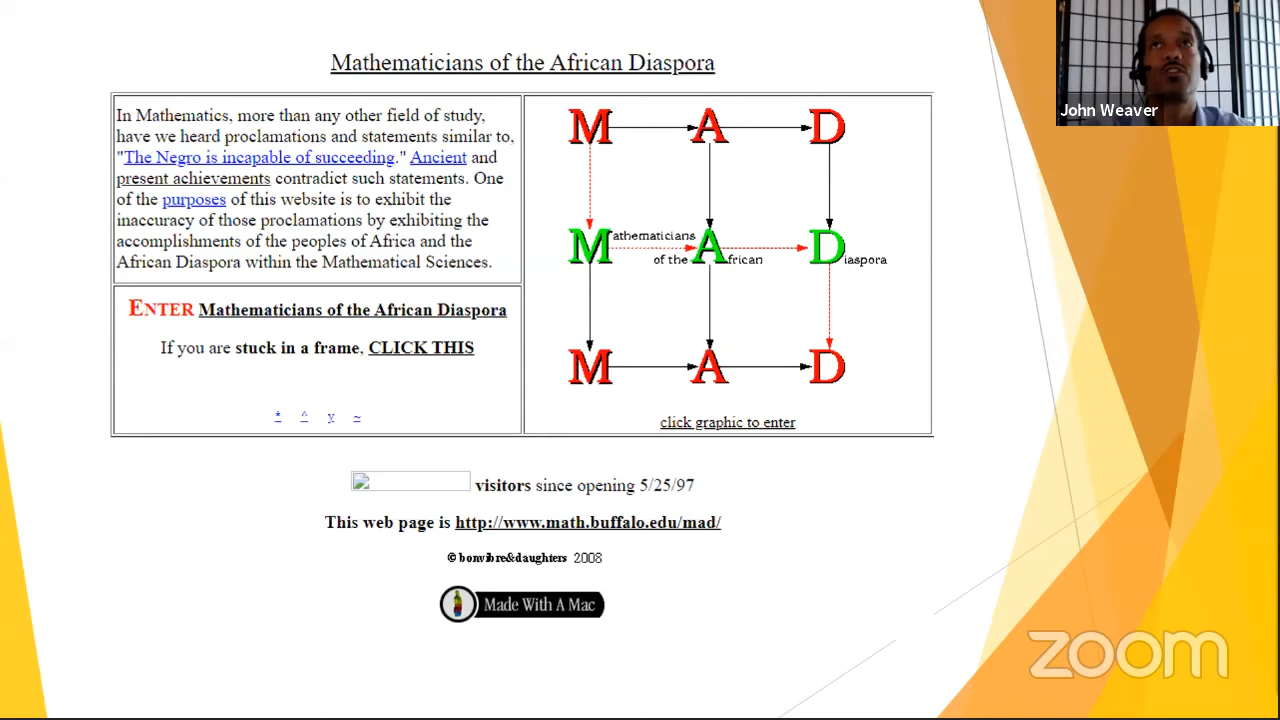 Mathematicians of the African Diaspora
In Mathematics, more than any other field of study,
have we heard proclamations and statements similar to,
"The Negro is incapable of succeeding." Ancient and
present achievements contradict such statements. One
of the purposes of this website is to exhibit the
inaccuracy of those proclamations by exhibiting the
accomplishments of the peoples of Africa and the
African Diaspora within the Mathematical Sciences.
ENTER Mathematicians of the African Diaspora
If you are stuck in a frame, CLICK THIS
* ^ y ~
M A D
Mathematicians
of the African Diaspora
M A D
click graphic to enter
visitors since opening 5/25/97
This web page is http://www.math.buffalo.edu/mad/
© bonvibre&daughters 2008
Made With A Mac
John Weaver
zoom